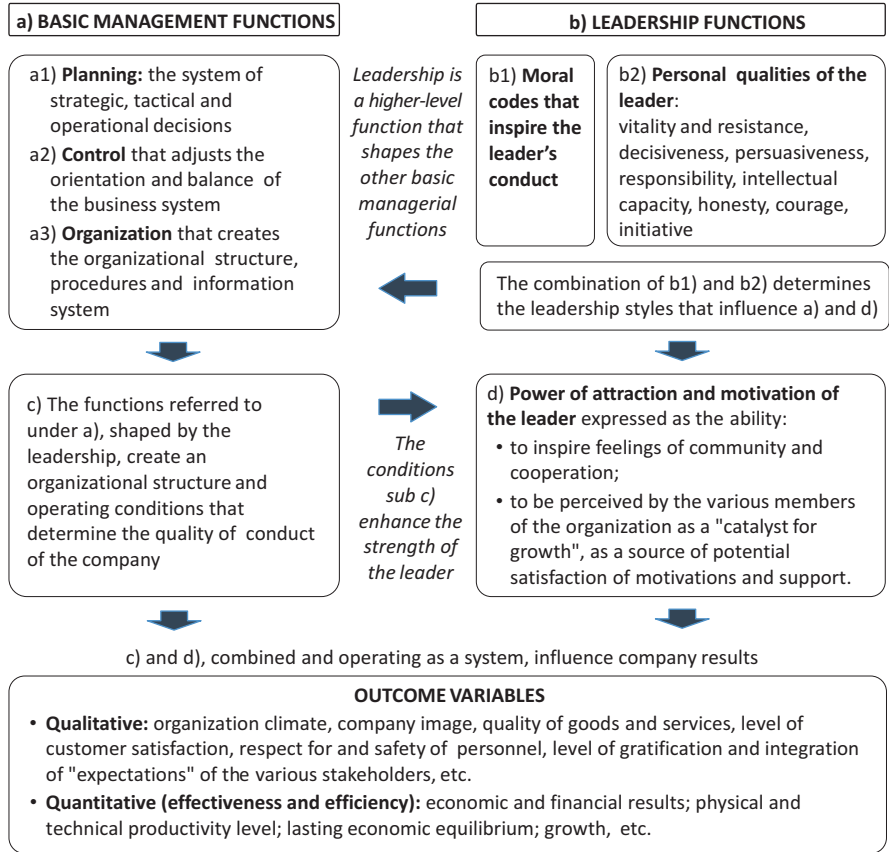 a) BASIC MANAGEMENT FUNCTIONS
b) LEADERSHIP FUNCTIONS
a1) Planning: the system of
strategic, tactical and
operational decisions
a2) Control that adjusts the
orientation and balance of
the business system
a3) Organization that creates
the organizational structure,
procedures and information
system
Leadership is
a higher-level
function that
shapes the
other basic
managerial
functions
b1) Moral
codes that
inspire the
leader's
conduct
b2) Personal qualities of the
leader:
vitality and resistance,
decisiveness, persuasiveness,
responsibility, intellectual
capacity, honesty, courage,
initiative
The combination of b1) and b2) determines
the leadership styles that influence a) and d)
c) The functions referred to
under a), shaped by the
leadership, create an
organizational structure and
operating conditions that
determine the quality of conduct
of the company
The
conditions
sub c)
enhance the
strength of
the leader
d) Power of attraction and motivation of
the leader expressed as the ability:
• to inspire feelings of community and
cooperation;
• to be perceived by the various members
of the organization as a "catalyst for
growth", as a source of potential
satisfaction of motivations and support.
c) and d), combined and operating as a system, influence company results
OUTCOME VARIABLES
• Qualitative: organization climate, company image, quality of goods and services, level of
customer satisfaction, respect for and safety of personnel, level of gratification and integration
of "expectations" of the various stakeholders, etc.
• Quantitative (effectiveness and efficiency): economic and financial results; physical and
technical productivity level; lasting economic equilibrium; growth, etc.